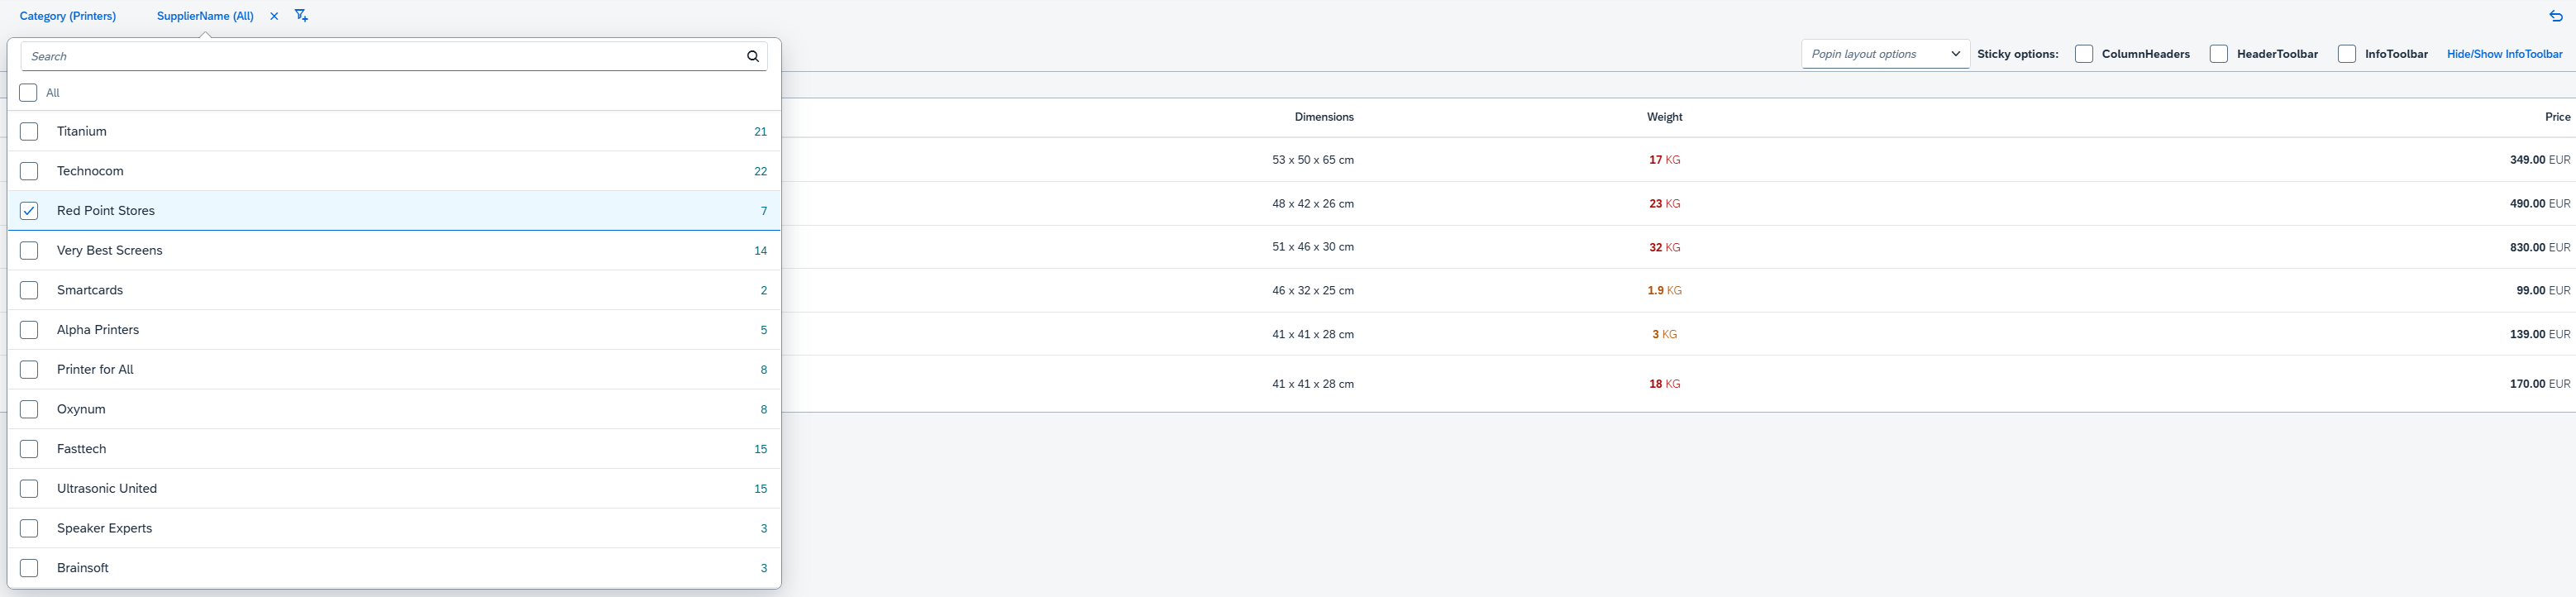 Category (Printers) SupplierName (All)
Search
All
Titanium 21
Technocom 22
Red Point Stores 7
Very Best Screens 14
Smartcards 2
Alpha Printers 5
Printer for All 8
Oxynum 8
Fasttech 15
Ultrasonic United 15
Speaker Experts 3
Brainsoft 3
Popin layout options Sticky options: ColumnHeaders HeaderToolbar InfoToolbar Hide/Show InfoToolbar
Dimensions Weight Price
53 x 50 x 65 cm 17 KG 349.00 EUR
48 x 42 x 26 cm 23 KG 490.00 EUR
51 x 46 x 30 cm 32 KG 830.00 EUR
46 x 32 x 25 cm 1.9 KG 99.00 EUR
41 x 41 x 28 cm 3 KG 139.00 EUR
41 x 41 x 28 cm 18 KG 170.00 EUR